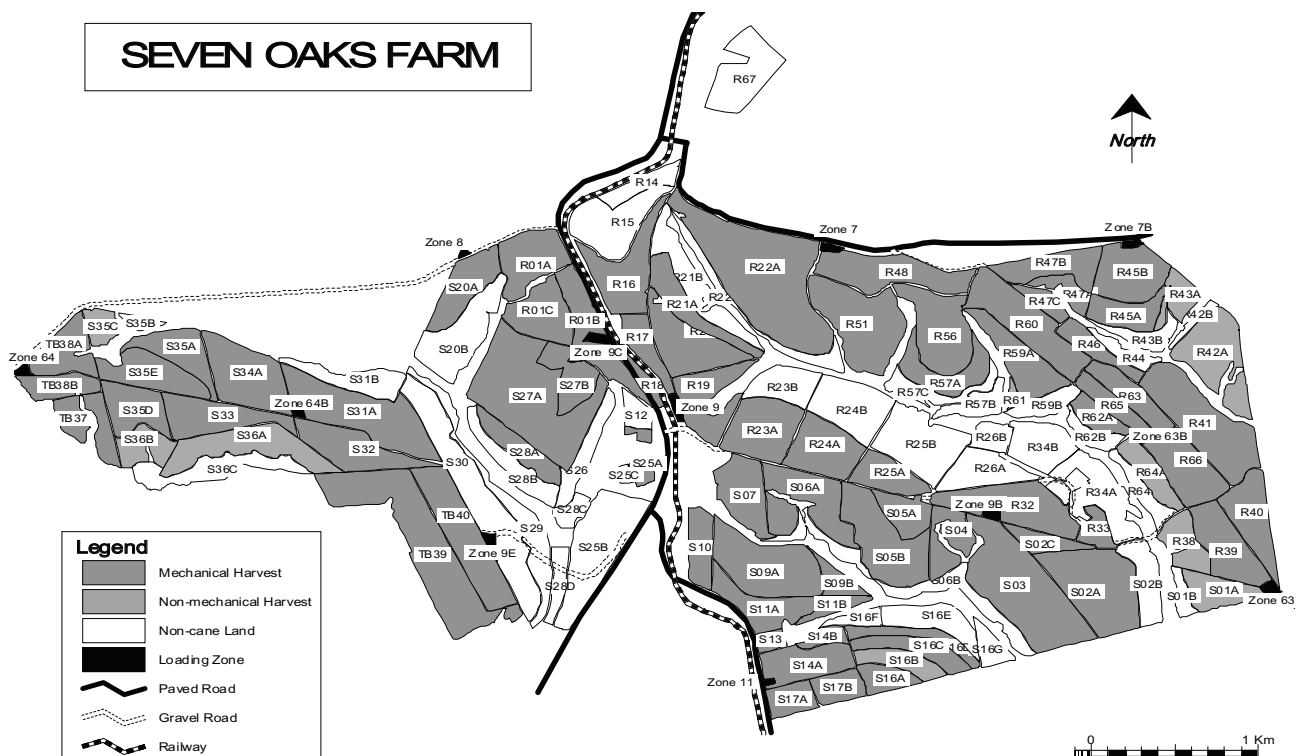 SEVEN OAKS FARM
R67
North
R14
R15
Zone 8
Zone 7
Zone 7B
R01A
R16
R21B
R22A
R48
R47B
R45B
S20A
R01C
R01B
R21A
R22
R47A
R43A
R47C
R45A
R42B
S35C
S35B
R17
R51
R56
R60
R46
R43B
R42A
TB38A
S35A
Zone 9C
R59A
R44
Zone 64
S35E
S34A
S31B
S20B
S27B
R18
R19
R23B
R57A
R57C
R63
TB38B
S27A
R57B
R61
R59B
R65
Zone 64B
S31A
Zone 9
R24B
R62A
TB37
S35D
S33
S12
R23A
R24A
R25B
R26B
R34B
R62B
Zone 63B
R41
S36B
S36A
S32
S28A
S30
S26
S25A
S25C
R25A
R26A
R64A
R66
S36C
S28B
S07
S06A
Zone 9B
R32
R34A
R64
S28C
S05A
S04
R33
R40
TB40
S29
S10
S02C
R38
R39
Zone 9E
TB39
S25B
S05B
S28D
S09A
S09B
S06B
S03
S02A
S02B
S01B
S01A
Zone 63
S11A
S11B
S16F
S16E
S13
S14B
S16C
S16G
S14A
S16B
Zone 11
S17A
S17B
S16A
Legend
Mechanical Harvest
Non-mechanical Harvest
Non-cane Land
Loading Zone
Paved Road
Gravel Road
Railway
0 1 Km